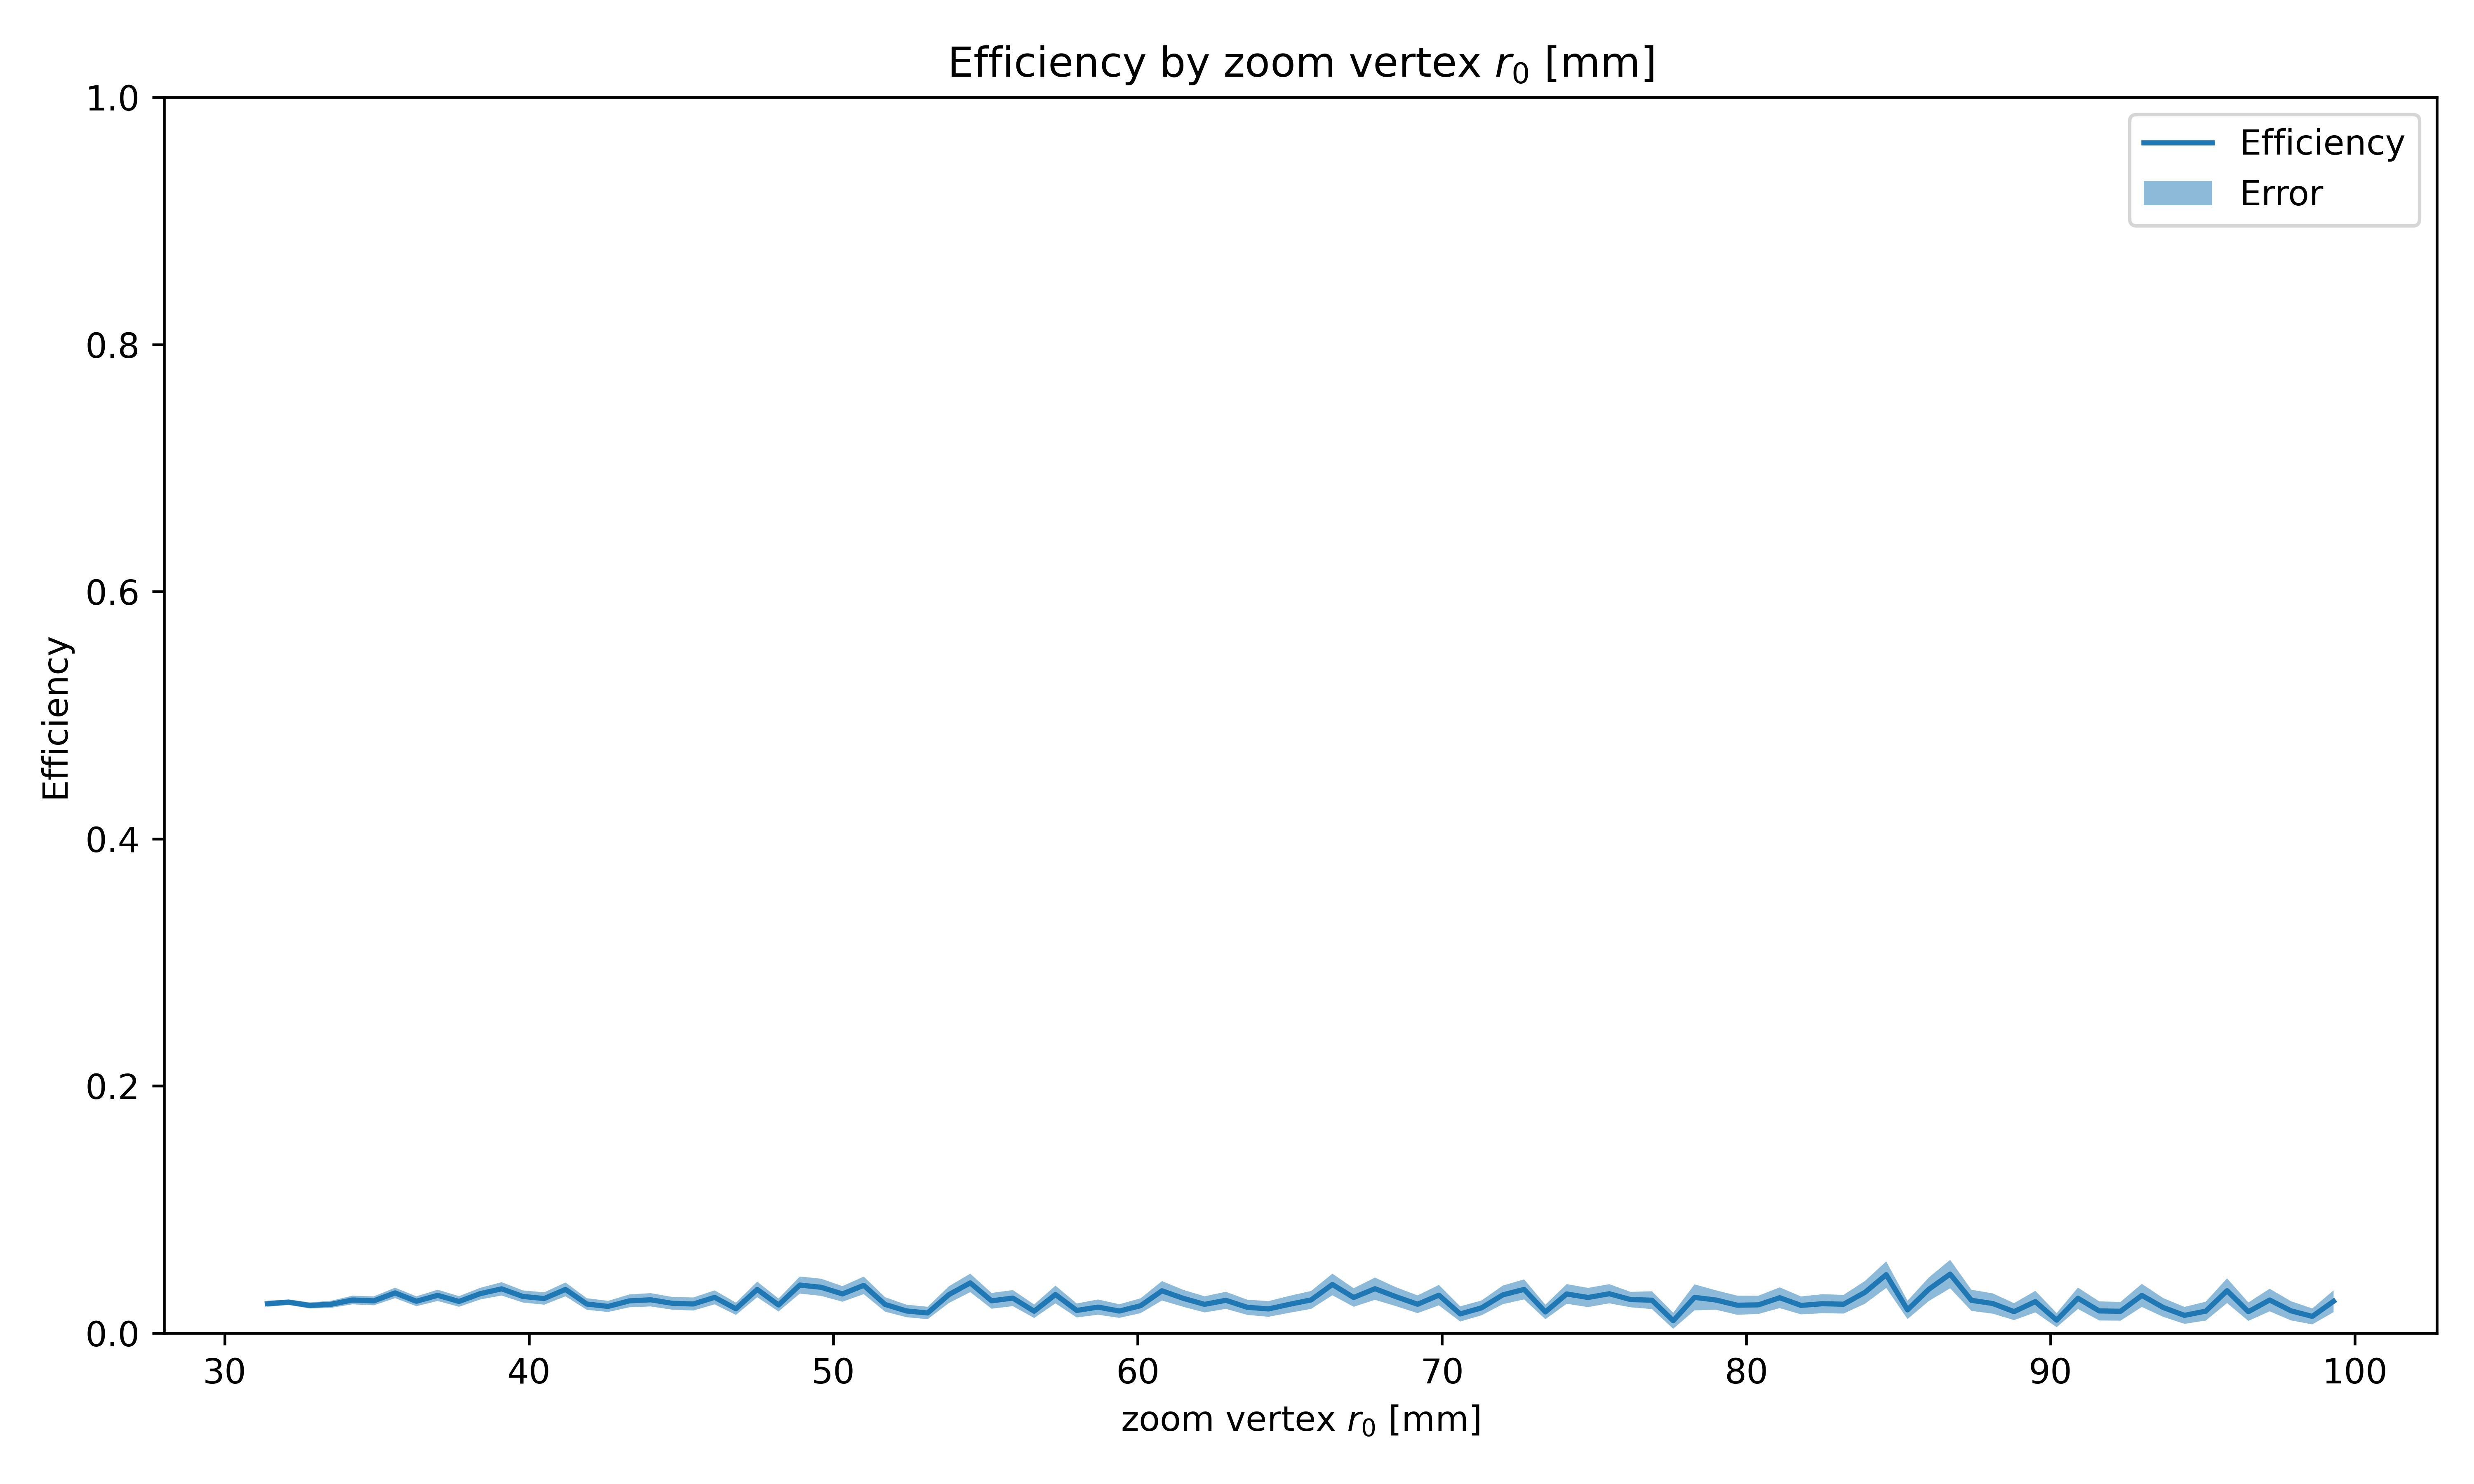 Efficiency by zoom vertex r₀ [mm]
1.0
0.8
0.6
0.4
0.2
0.0
Efficiency
Efficiency
Error
30 40 50 60 70 80 90 100
zoom vertex r₀ [mm]